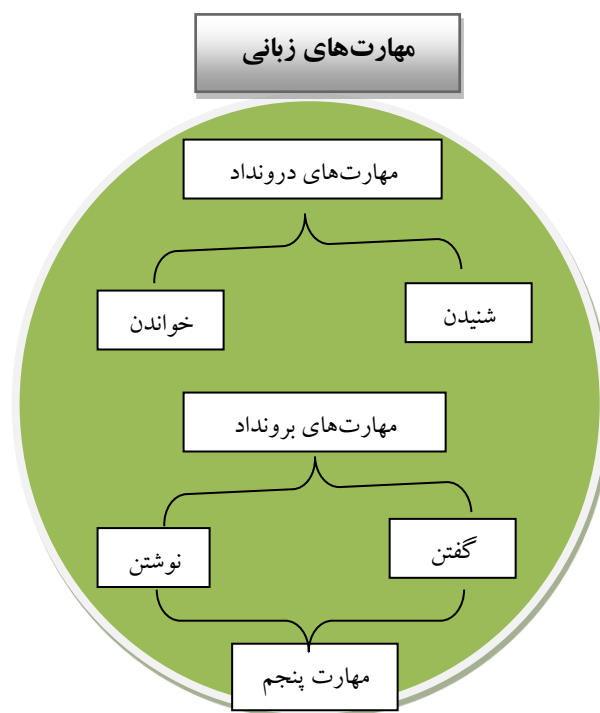 مهارت‌های زبانی
مهارت‌های درونداد
شنیدن
خواندن
مهارت‌های برونداد
گفتن
نوشتن
مهارت پنجم